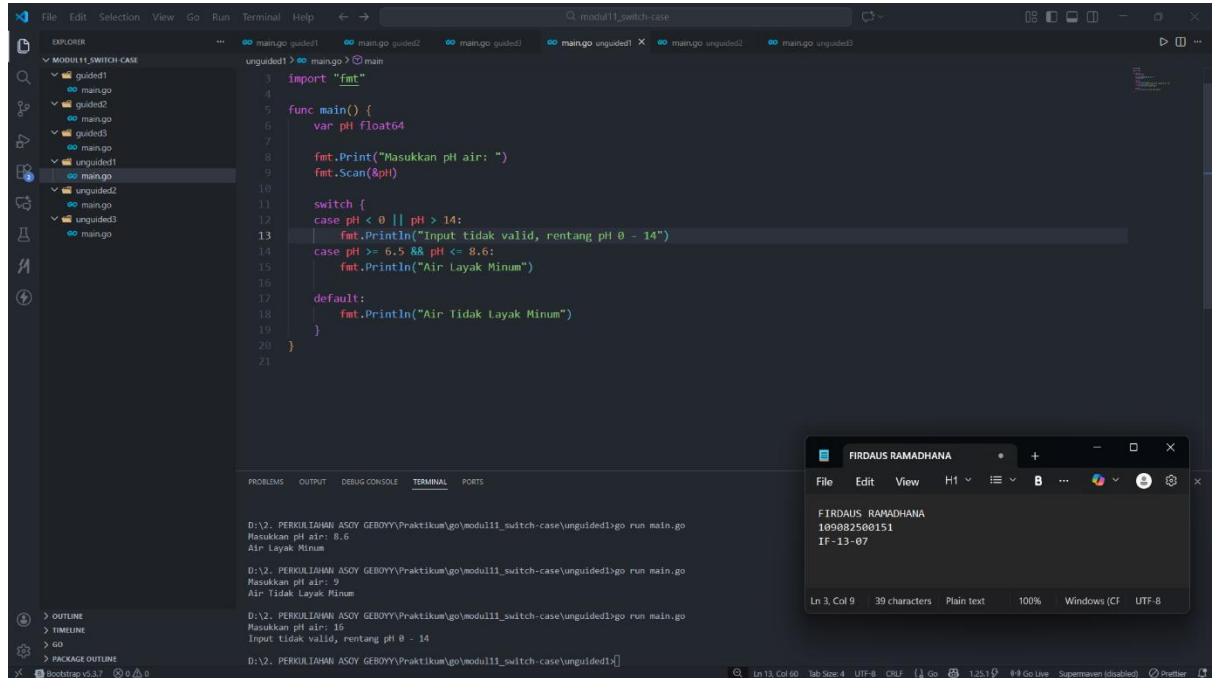 File Edit Selection View Go Run Terminal Help
modul11_switch-case
EXPLORER
main.go guided1 main.go guided2 main.go guided3 main.go unguided1 main.go unguided2 main.go unguided3
MODUL11_SWITCH-CASE
guided1
main.go
guided2
main.go
guided3
main.go
unguided1
main.go
unguided2
main.go
unguided3
main.go
unguided1 > main.go > main
3 import "fmt"
4
5 func main() {
6 var pH float64
7
8 fmt.Print("Masukkan pH air: ")
9 fmt.Scan(&pH)
10
11 switch {
12 case pH < 0 || pH > 14:
13 fmt.Println("Input tidak valid, rentang pH 0 - 14")
14 case pH >= 6.5 && pH <= 8.6:
15 fmt.Println("Air Layak Minum")
16
17 default:
18 fmt.Println("Air Tidak Layak Minum")
19 }
20 }
21
PROBLEMS OUTPUT DEBUG CONSOLE TERMINAL PORTS
D:\2. PERKULIAHAN ASOY GEBOYY\Praktikum\go\modul11_switch-case\unguided1>go run main.go
Masukkan pH air: 8.6
Air Layak Minum
D:\2. PERKULIAHAN ASOY GEBOYY\Praktikum\go\modul11_switch-case\unguided1>go run main.go
Masukkan pH air: 9
Air Tidak Layak Minum
D:\2. PERKULIAHAN ASOY GEBOYY\Praktikum\go\modul11_switch-case\unguided1>go run main.go
Masukkan pH air: 16
Input tidak valid, rentang pH 0 - 14
D:\2. PERKULIAHAN ASOY GEBOYY\Praktikum\go\modul11_switch-case\unguided1>
FIRDAUS RAMADHANA
File Edit View H1 B ...
FIRDAUS RAMADHANA
109082500151
IF-13-07
Ln 3, Col 9 39 characters Plain text 100% Windows (CF UTF-8
OUTLINE
TIMELINE
GO
PACKAGE OUTLINE
Bootstrap v5.3.7 0 0 0 Ln 13, Col 60 Tab Size: 4 UTF-8 CRLF Go 1.25.1 Go Live Supermaven (disabled) Prettier